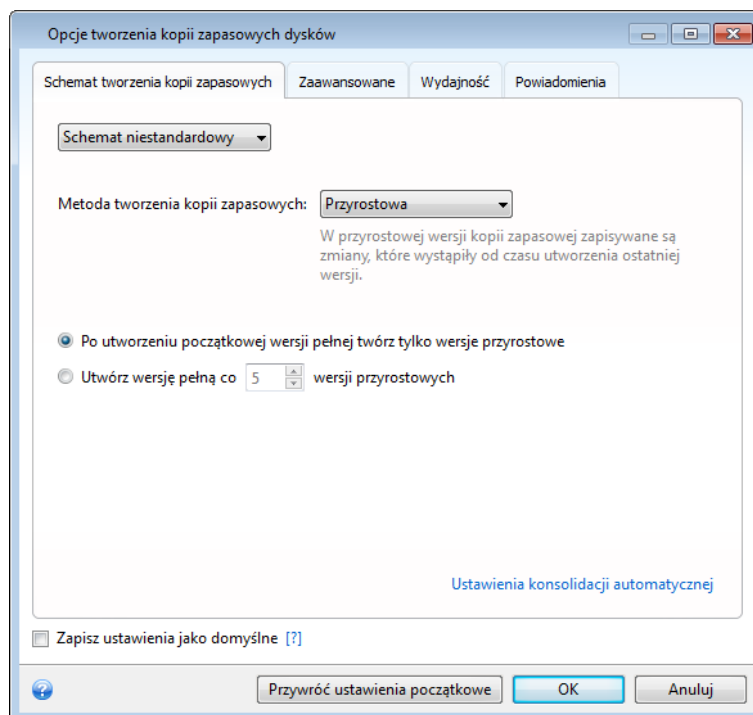 Opcje tworzenia kopii zapasowych dysków
Schemat tworzenia kopii zapasowych Zaawansowane Wydajność Powiadomienia
Schemat niestandardowy
Metoda tworzenia kopii zapasowych: Przyrostowa
W przyrostowej wersji kopii zapasowej zapisywane są
zmiany, które wystąpiły od czasu utworzenia ostatniej
wersji.
Po utworzeniu początkowej wersji pełnej twórz tylko wersje przyrostowe
Utwórz wersję pełną co 5 wersji przyrostowych
Ustawienia konsolidacji automatycznej
Zapisz ustawienia jako domyślne [?]
? Przywróć ustawienia początkowe OK Anuluj